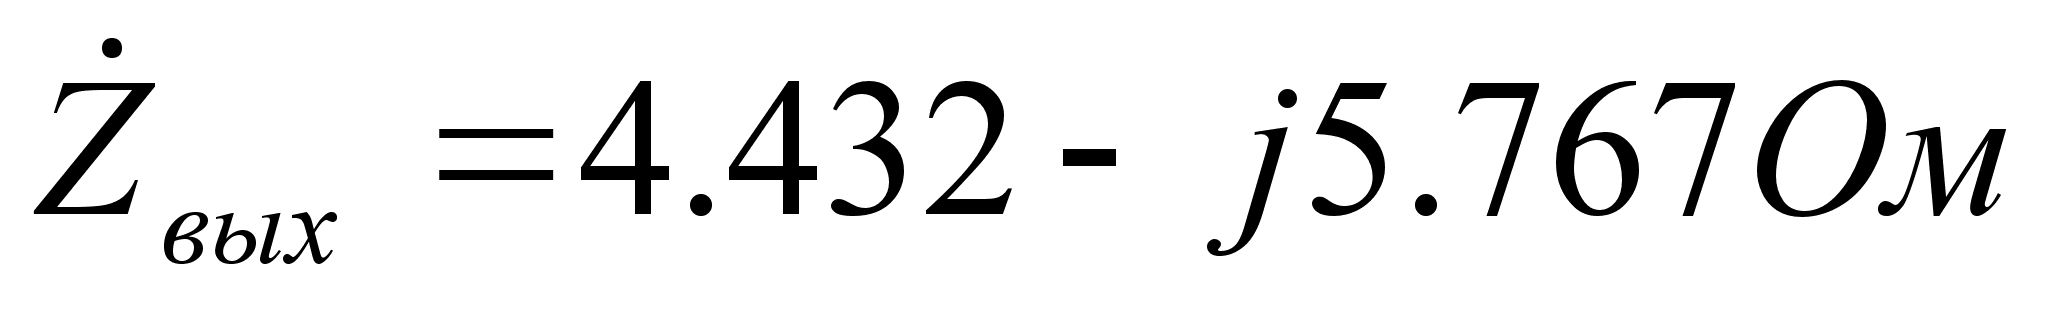 Ż вых = 4.432 - j5.767Ом